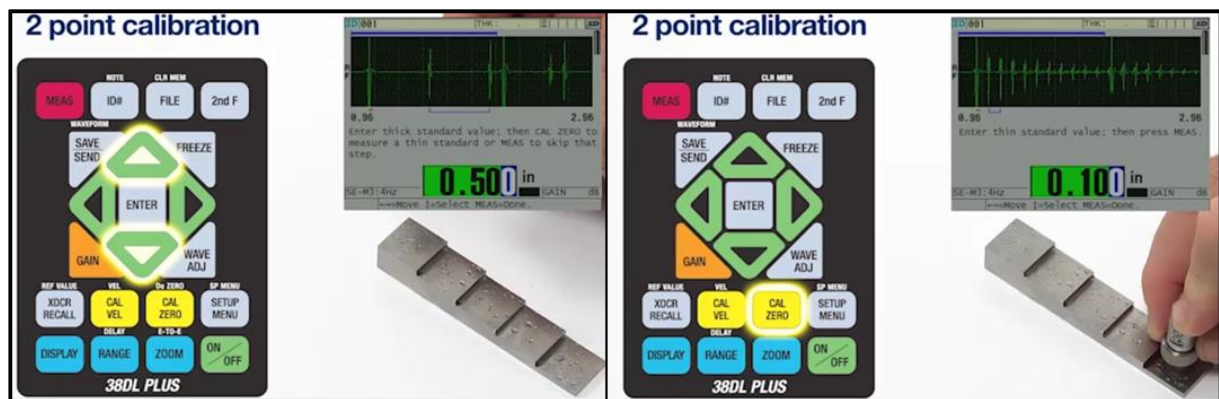 2 point calibration
MEAS
NOTE
ID#
CLR MEM
FILE
2nd F
WAVEFORM
SAVE
SEND
FREEZE
ENTER
GAIN
WAVE
ADJ
REF VALUE
XDCR
RECALL
VEL
CAL
VEL
Do ZERO
CAL
ZERO
SP MENU
SETUP
MENU
DISPLAY
DELAY
RANGE
E-TO-E
ZOOM
ON
OFF
38DL PLUS
ID 001
THK: .
0.96
2.96
Enter thick standard value; then CAL ZERO to
measure a thin standard or MEAS to skip that
step.
0.500 in
SE-MJ:4Hz
GAIN
dB
←→=Move ↕=Select MEAS=Done.
2 point calibration
MEAS
NOTE
ID#
CLR MEM
FILE
2nd F
WAVEFORM
SAVE
SEND
FREEZE
ENTER
GAIN
WAVE
ADJ
REF VALUE
XDCR
RECALL
VEL
CAL
VEL
CAL
ZERO
SP MENU
SETUP
MENU
DISPLAY
DELAY
RANGE
ZOOM
ON
OFF
38DL PLUS
ID 001
THK: .
0.96
2.96
Enter thin standard value; then press MEAS.
0.100 in
SE-MJ:4Hz
GAIN
dB
←→=Move ↕=Select MEAS=Done.